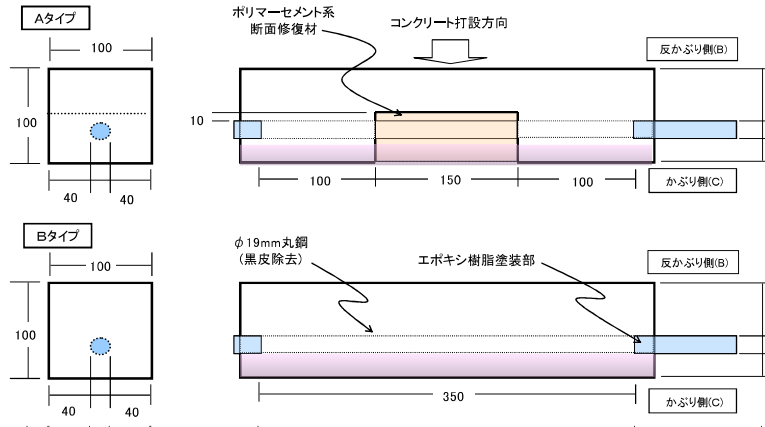 Aタイプ
100
100
40
40
ポリマーセメント系
断面修復材
コンクリート打設方向
反かぶり側(B)
10
100
150
100
かぶり側(C)
Bタイプ
100
100
40
40
φ19mm丸鋼
(黒皮除去)
エポキシ樹脂塗装部
反かぶり側(B)
350
かぶり側(C)